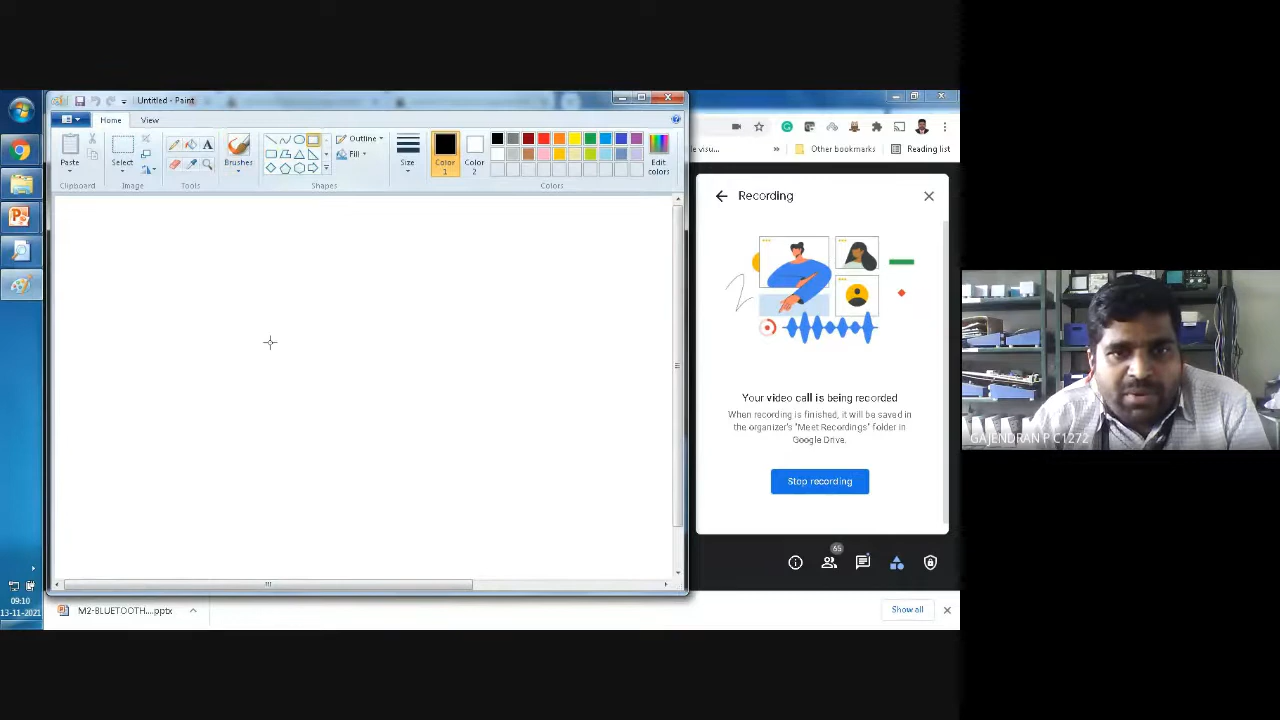 Untitled - Paint
Home
View
Paste
Select
Brushes
Outline
Fill
Size
Color
1
Color
2
Edit
colors
Clipboard
Image
Tools
Shapes
Colors
Other bookmarks
Reading list
Recording
Your video call is being recorded
When recording is finished, it will be saved in
the organizer's "Meet Recordings" folder in
Google Drive.
Stop recording
65
GAJENDRAN P C1272
09:10
13-11-2021
M2-BLUETOOTH....pptx
Show all